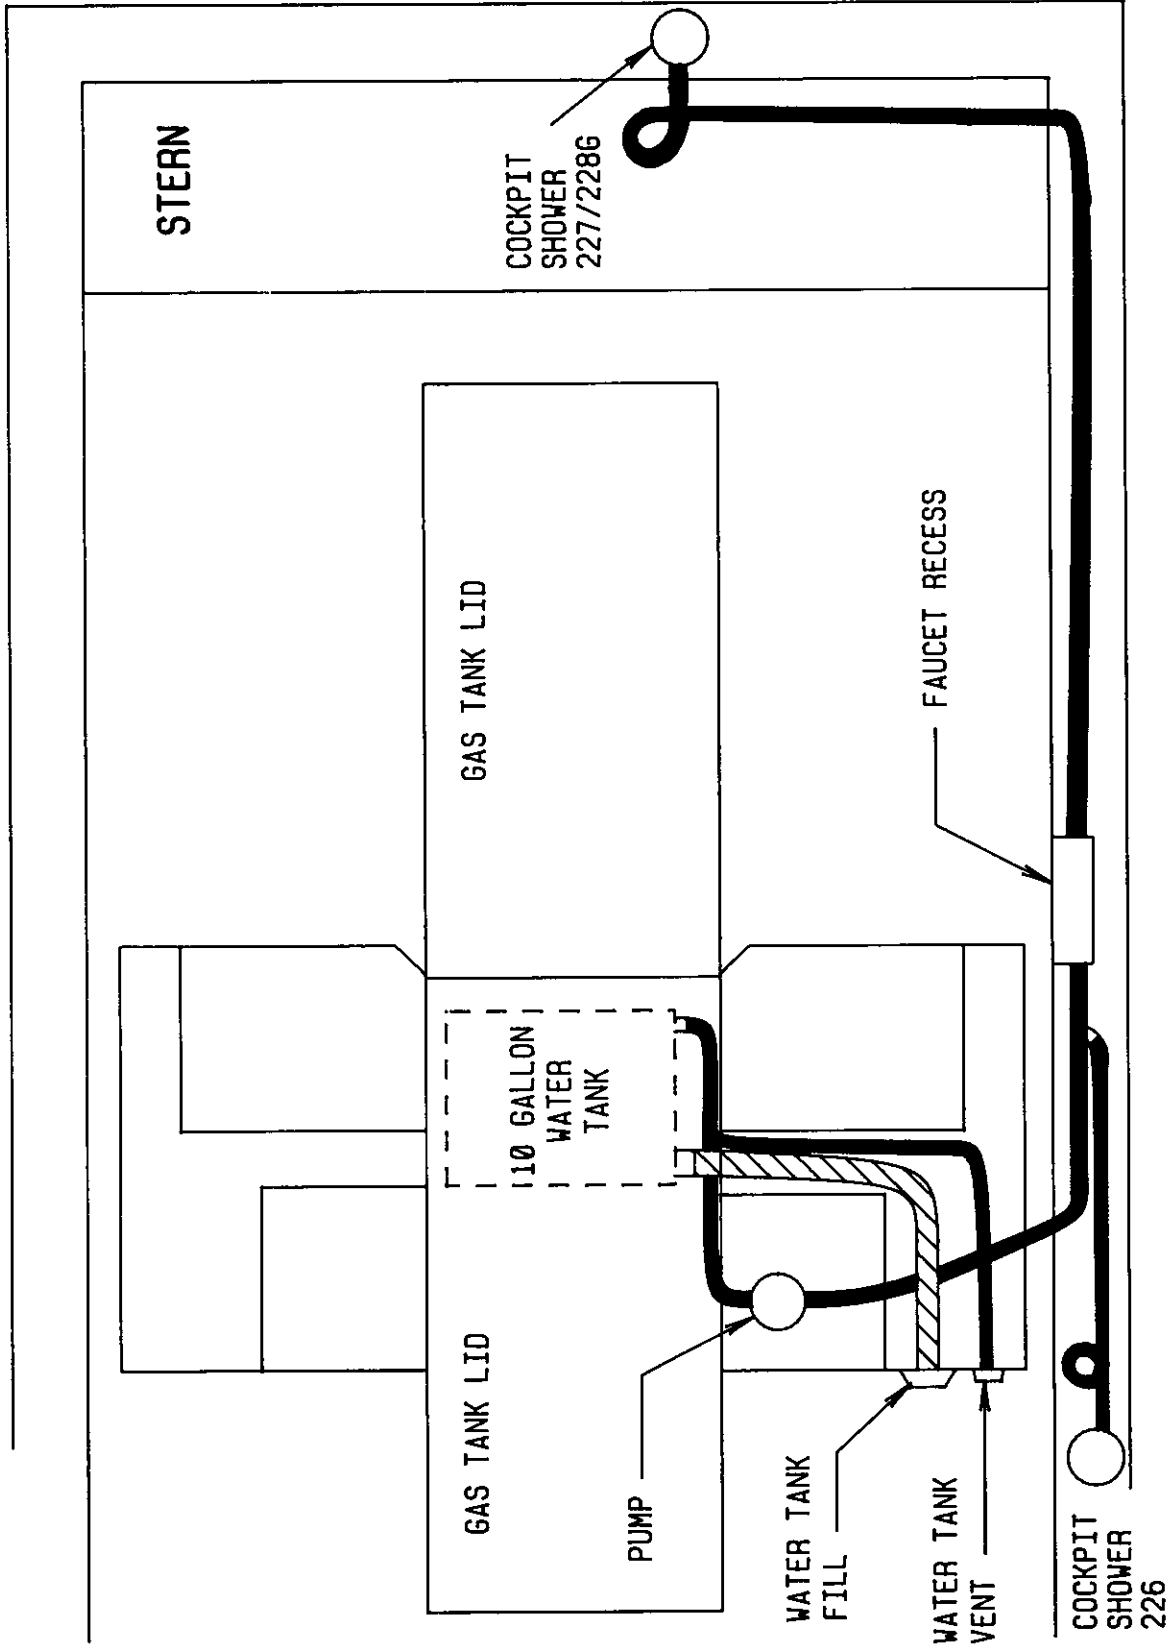 STERN
COCKPIT
SHOWER
227/228G
GAS TANK LID
FAUCET RECESS
10 GALLON
WATER
TANK
GAS TANK LID
PUMP
WATER TANK
FILL
WATER TANK
VENT
COCKPIT
SHOWER
226